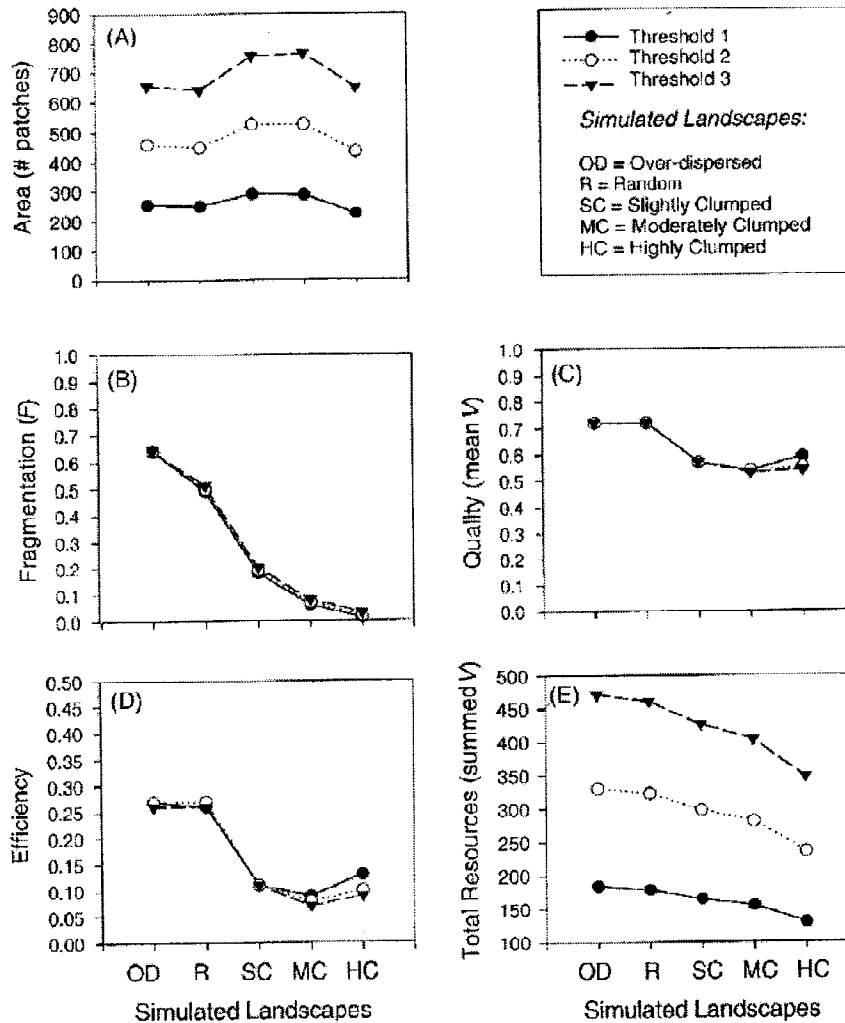 (A)
Area (# patches)
900
800
700
600
500
400
300
200
100
0
Threshold 1
Threshold 2
Threshold 3
Simulated Landscapes:
OD = Over-dispersed
R = Random
SC = Slightly Clumped
MC = Moderately Clumped
HC = Highly Clumped
(B)
Fragmentation (F)
1.0
0.9
0.8
0.7
0.6
0.5
0.4
0.3
0.2
0.1
0.0
(C)
Quality (mean V)
1.0
0.9
0.8
0.7
0.6
0.5
0.4
0.3
0.2
0.1
0.0
(D)
Efficiency
0.50
0.45
0.40
0.35
0.30
0.25
0.20
0.15
0.10
0.05
0.00
OD R SC MC HC
Simulated Landscapes
(E)
Total Resources (summed V)
500
450
400
350
300
250
200
150
100
OD R SC MC HC
Simulated Landscapes